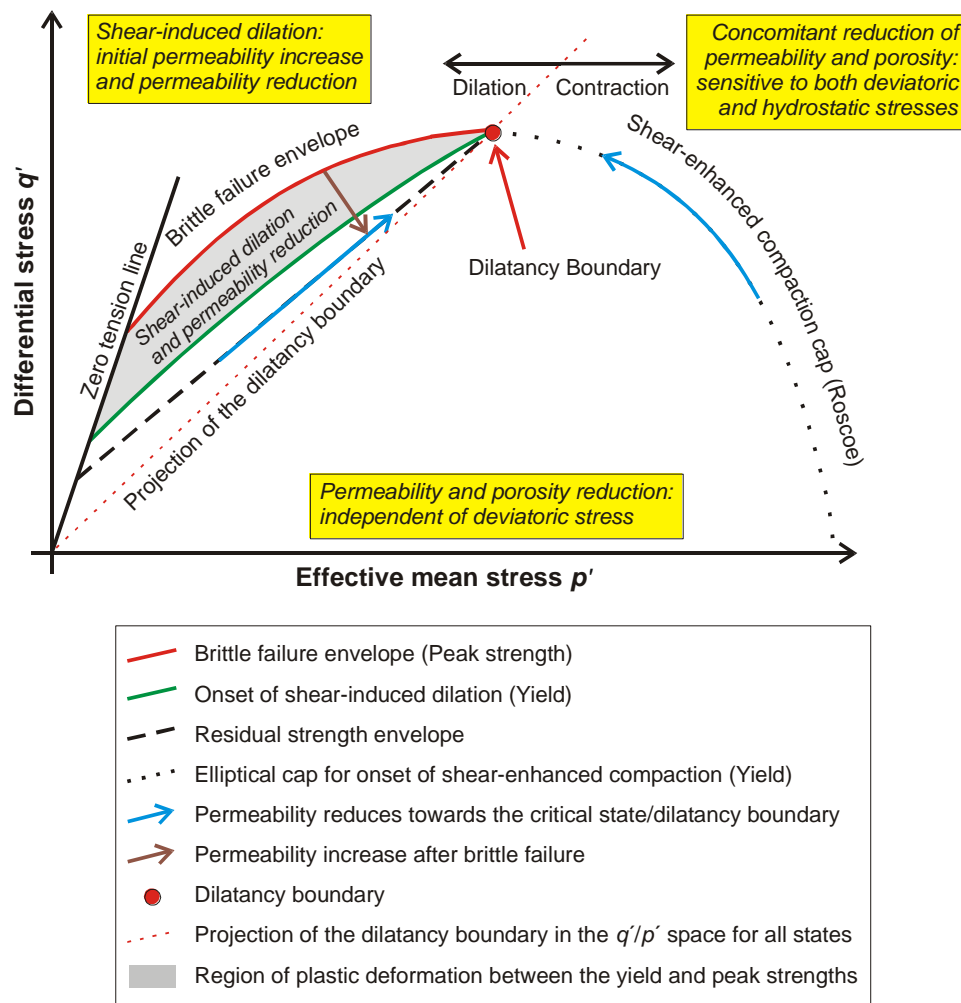 Shear-induced dilation:
initial permeability increase
and permeability reduction
Concomitant reduction of
permeability and porosity:
sensitive to both deviatoric
and hydrostatic stresses
Dilation
Contraction
Differential stress q′
Zero tension line
Brittle failure envelope
Shear-induced dilation
and permeability reduction
Projection of the dilatancy boundary
Dilatancy Boundary
Shear-enhanced compaction cap (Roscoe)
Permeability and porosity reduction:
independent of deviatoric stress
Effective mean stress p′
Brittle failure envelope (Peak strength)
Onset of shear-induced dilation (Yield)
Residual strength envelope
Elliptical cap for onset of shear-enhanced compaction (Yield)
Permeability reduces towards the critical state/dilatancy boundary
Permeability increase after brittle failure
Dilatancy boundary
Projection of the dilatancy boundary in the q′/p′ space for all states
Region of plastic deformation between the yield and peak strengths